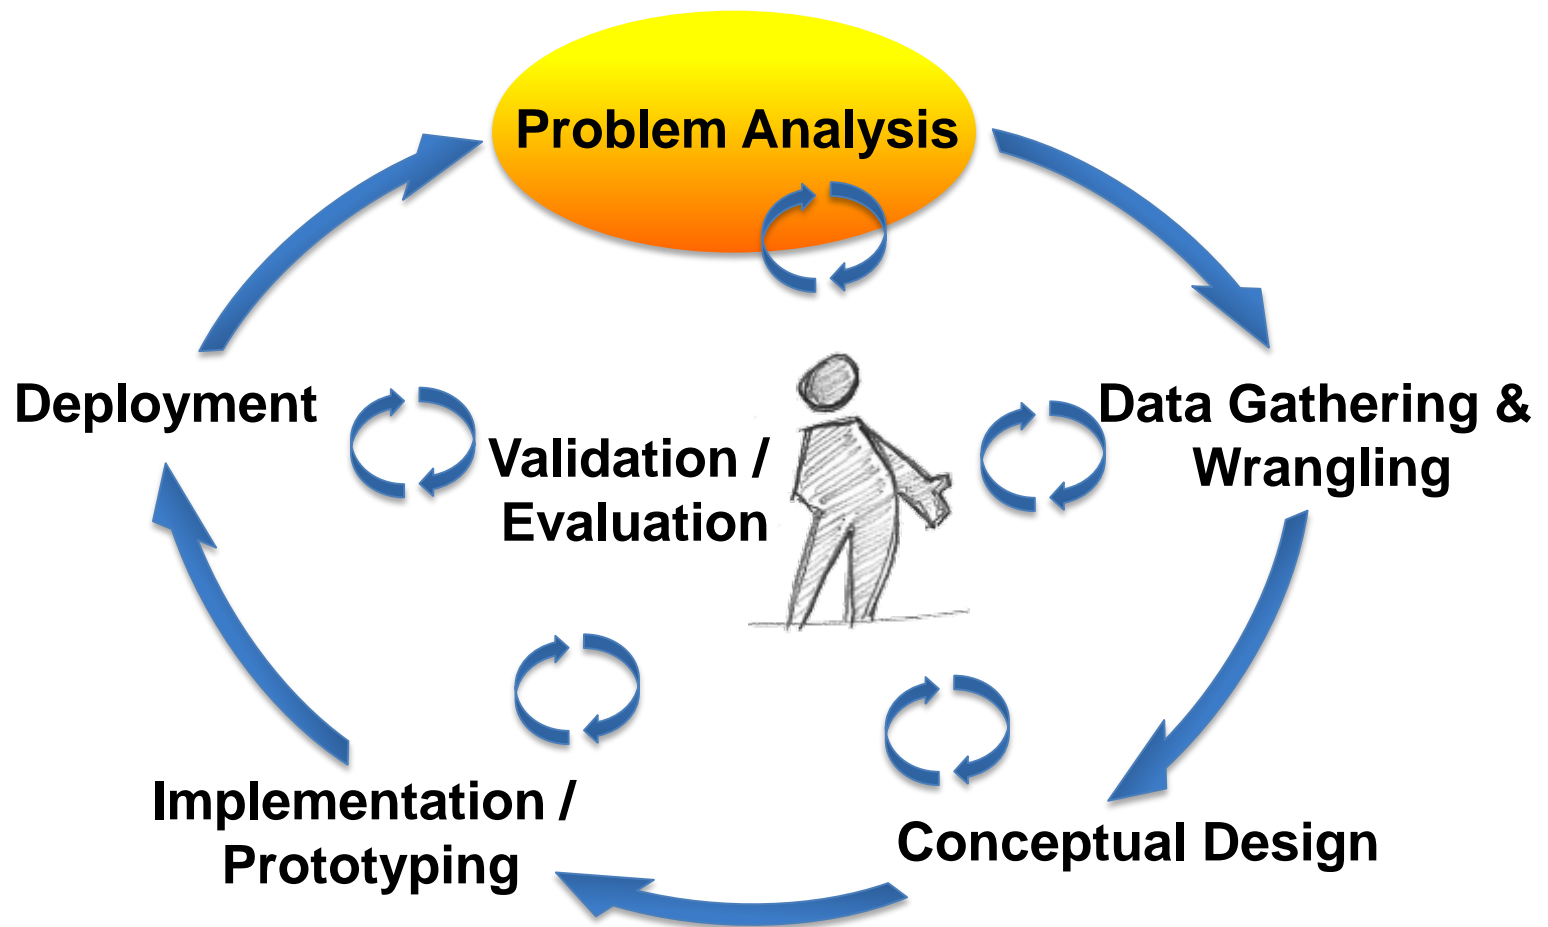 Problem Analysis
Deployment
Data Gathering &
Wrangling
Validation /
Evaluation
Implementation /
Prototyping
Conceptual Design